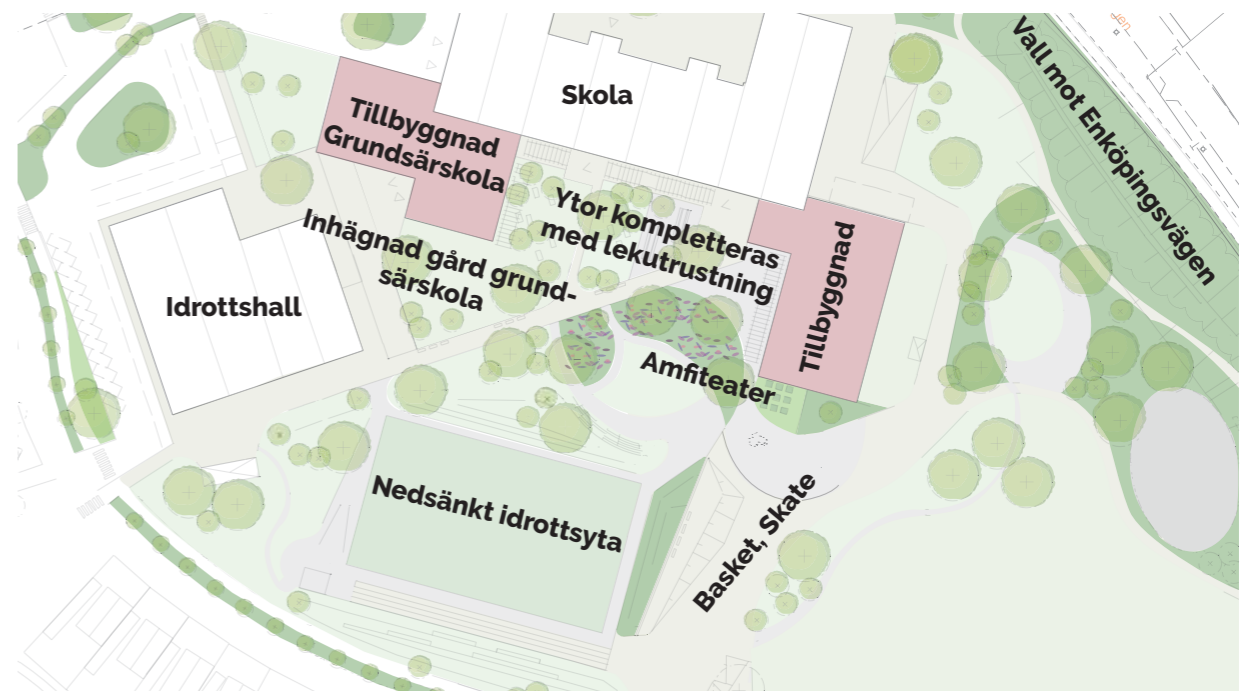 Skola
Vall mot Enköpingsvägen
Tillbyggnad
Grundsärskola
Ytor kompletteras
med lekutrustning
Inhägnad gård grund-
särskola
Idrottshall
Tillbyggnad
Amfiteater
Nedsänkt idrottsyta
Basket, Skate